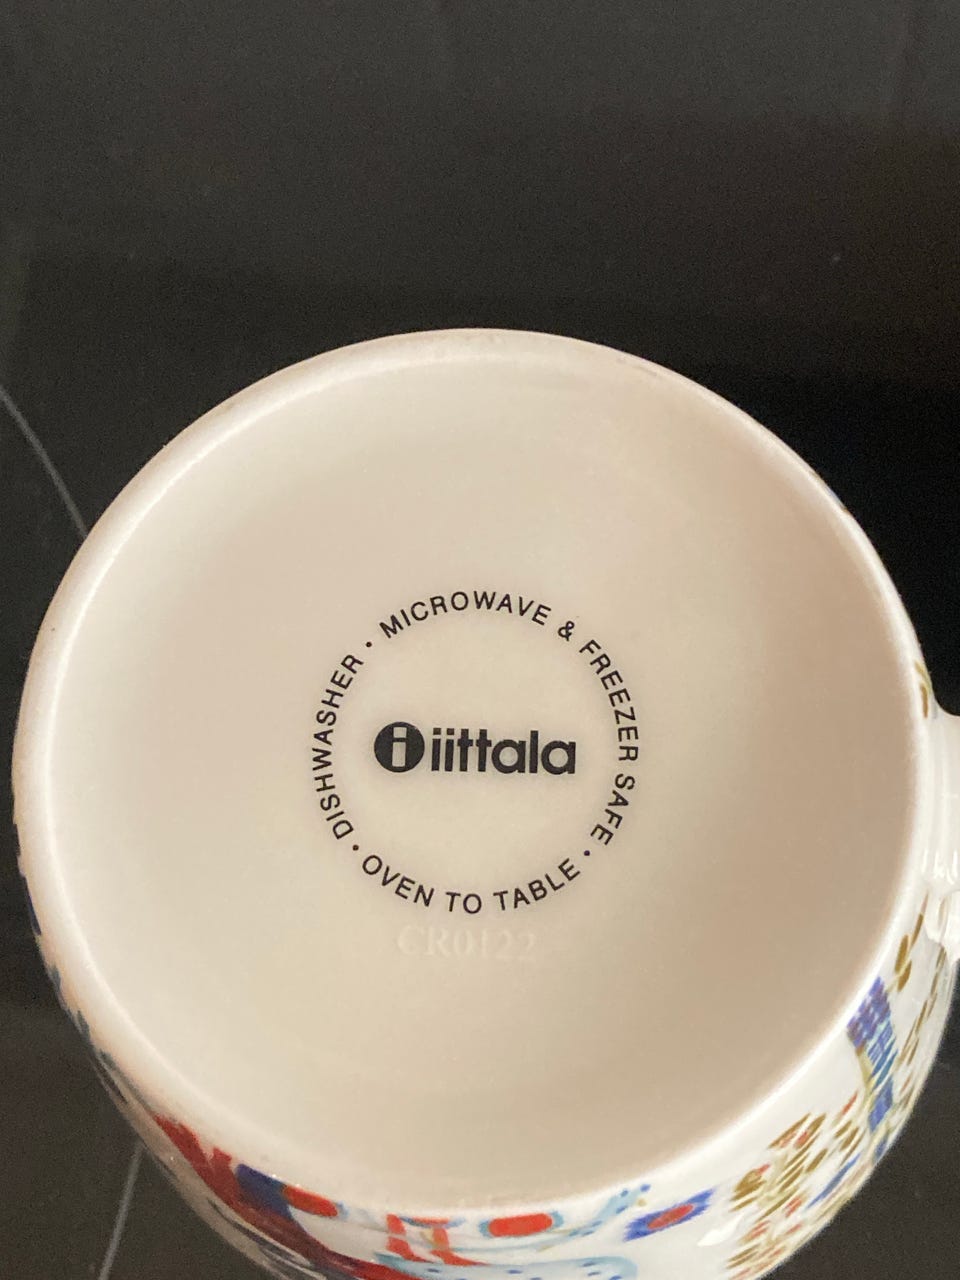 DISHWASHER · MICROWAVE & FREEZER SAFE · OVEN TO TABLE ·
iittala
CR0122